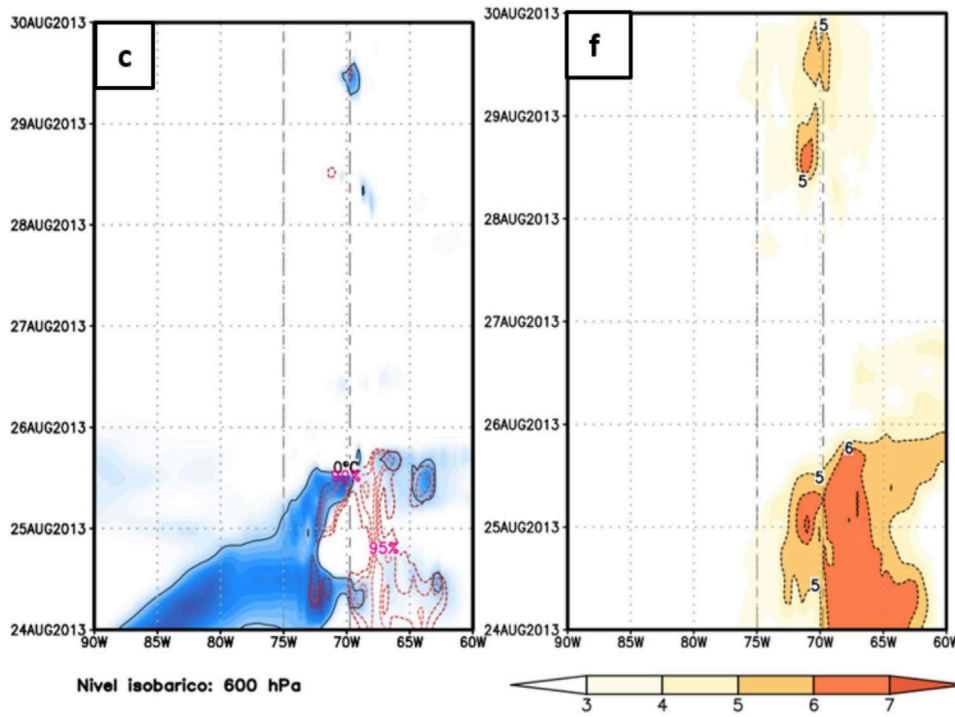 c
30AUG2013
29AUG2013
28AUG2013
27AUG2013
26AUG2013
25AUG2013
24AUG2013
0°C
90%
95%
90W 85W 80W 75W 70W 65W 60W
Nivel isobarico: 600 hPa
f
30AUG2013
29AUG2013
28AUG2013
27AUG2013
26AUG2013
25AUG2013
24AUG2013
5
5
6
5
5
90W 85W 80W 75W 70W 65W 60W
3 4 5 6 7